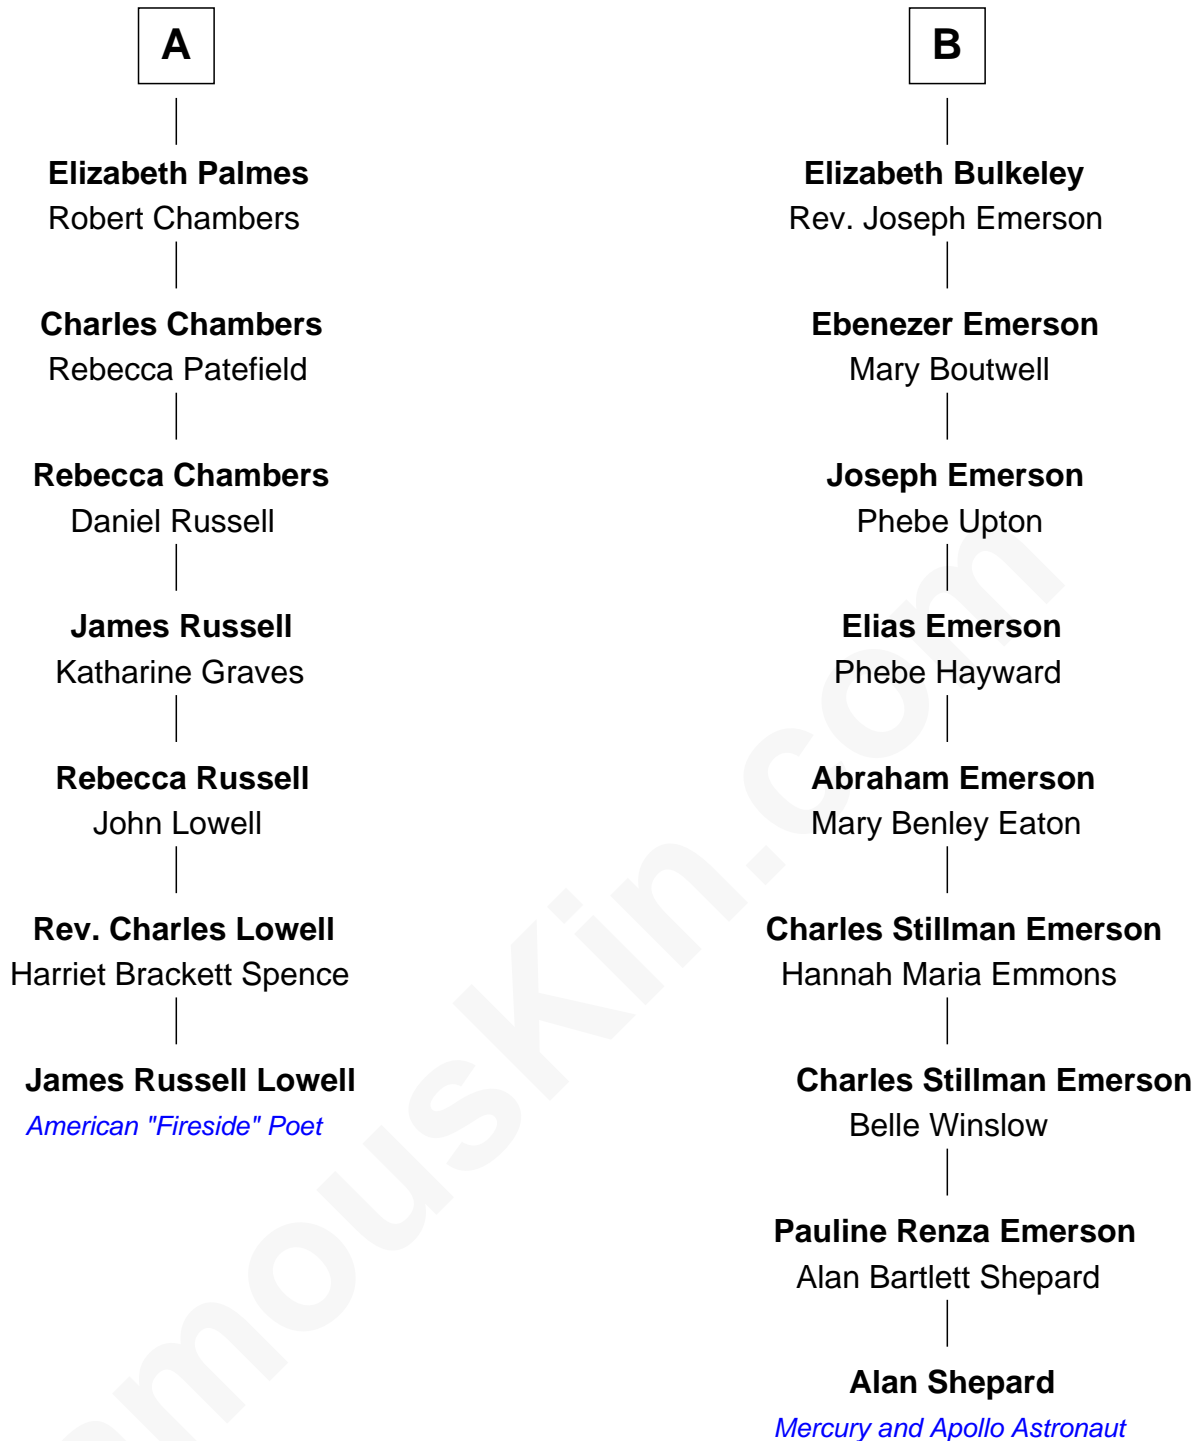 A
Elizabeth Palmes
Robert Chambers
Charles Chambers
Rebecca Patefield
Rebecca Chambers
Daniel Russell
James Russell
Katharine Graves
Rebecca Russell
John Lowell
Rev. Charles Lowell
Harriet Brackett Spence
James Russell Lowell
American "Fireside" Poet
B
Elizabeth Bulkeley
Rev. Joseph Emerson
Ebenezer Emerson
Mary Boutwell
Joseph Emerson
Phebe Upton
Elias Emerson
Phebe Hayward
Abraham Emerson
Mary Benley Eaton
Charles Stillman Emerson
Hannah Maria Emmons
Charles Stillman Emerson
Belle Winslow
Pauline Renza Emerson
Alan Bartlett Shepard
Alan Shepard
Mercury and Apollo Astronaut
mousKin.com